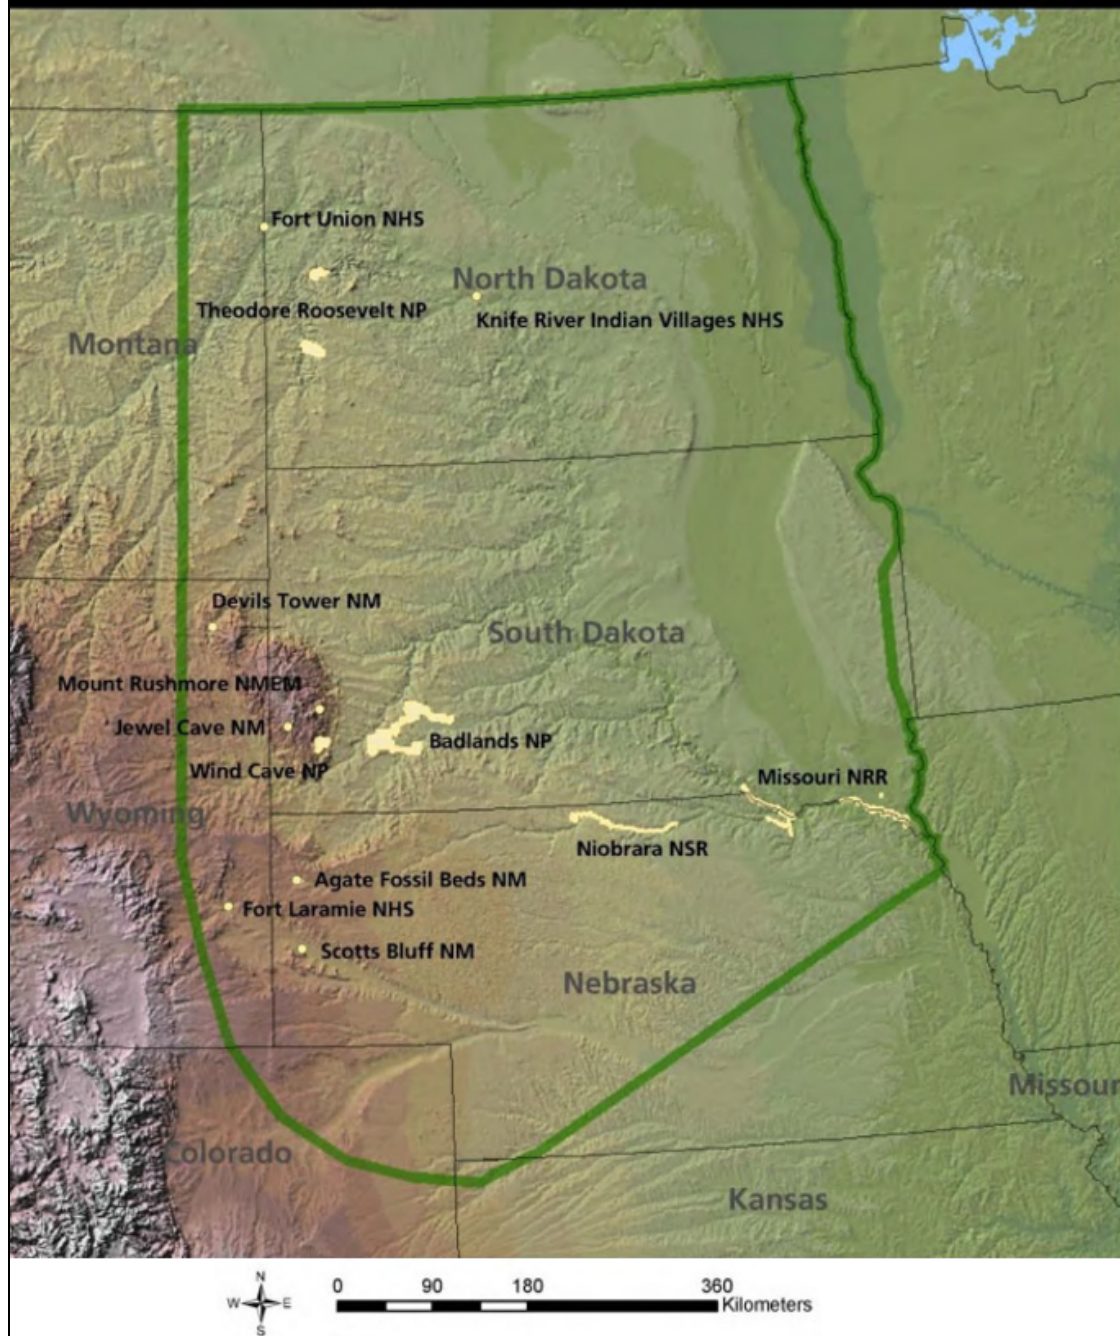 Fort Union NHS
North Dakota
Theodore Roosevelt NP
Knife River Indian Villages NHS
Montana
Devils Tower NM
South Dakota
Mount Rushmore NMEM
Jewel Cave NM
Badlands NP
Wind Cave NP
Missouri NRR
Wyoming
Niobrara NSR
Agate Fossil Beds NM
Fort Laramie NHS
Scotts Bluff NM
Nebraska
Missour
Colorado
Kansas
N
W E
S
0 90 180 360
Kilometers